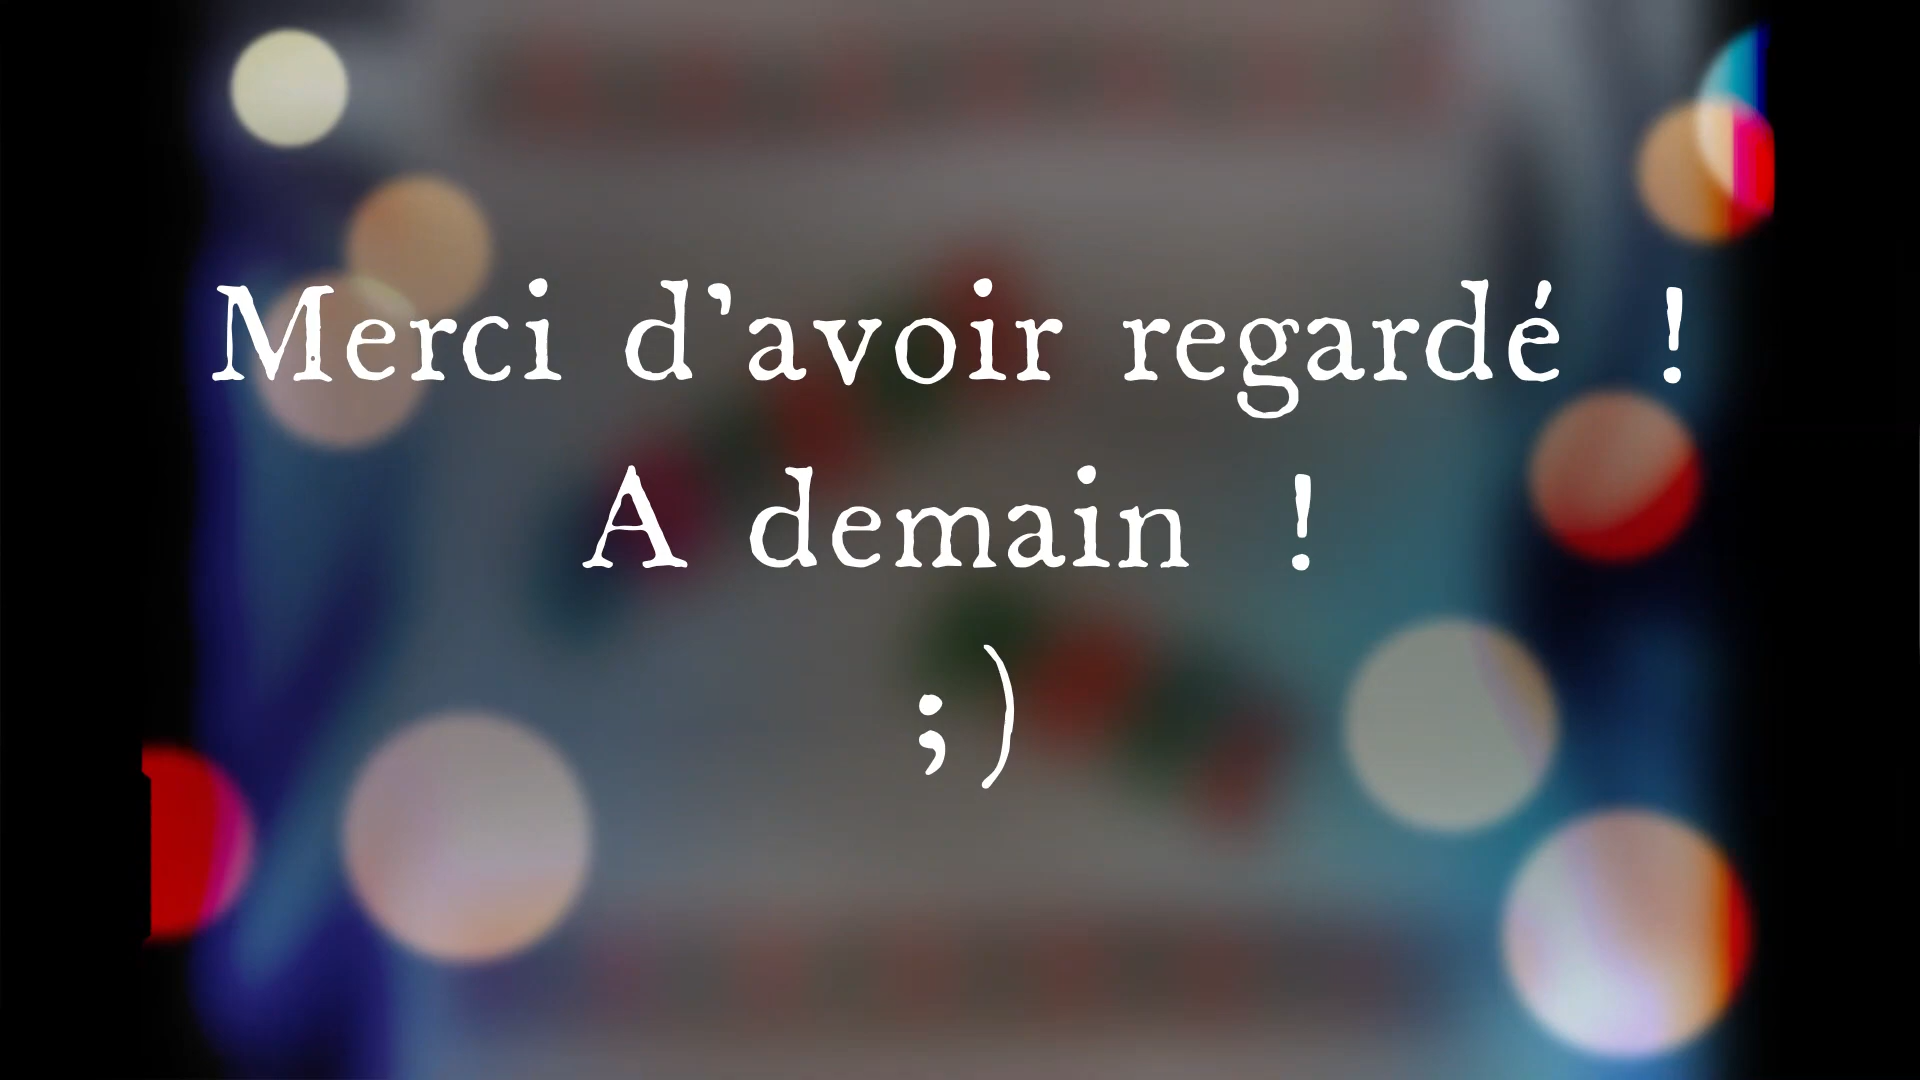 Merci d'avoir regardé !
A demain !
;)